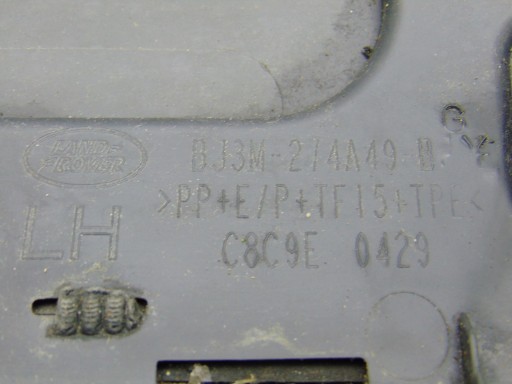 LAND-
ROVER
BJ3M-274A49-
G
>PP+E/P+TF15+TPE<
LH
C8C9E 0429